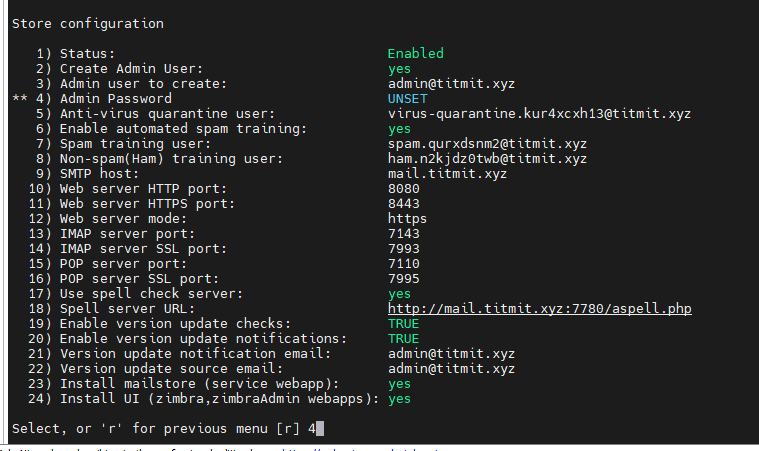 Store configuration
1) Status: Enabled
2) Create Admin User: yes
3) Admin user to create: admin@titmit.xyz
** 4) Admin Password UNSET
5) Anti-virus quarantine user: virus-quarantine.kur4xcxh13@titmit.xyz
6) Enable automated spam training: yes
7) Spam training user: spam.qurxdsnm2@titmit.xyz
8) Non-spam(Ham) training user: ham.n2kjdz0twb@titmit.xyz
9) SMTP host: mail.titmit.xyz
10) Web server HTTP port: 8080
11) Web server HTTPS port: 8443
12) Web server mode: https
13) IMAP server port: 7143
14) IMAP server SSL port: 7993
15) POP server port: 7110
16) POP server SSL port: 7995
17) Use spell check server: yes
18) Spell server URL: http://mail.titmit.xyz:7780/aspell.php
19) Enable version update checks: TRUE
20) Enable version update notifications: TRUE
21) Version update notification email: admin@titmit.xyz
22) Version update source email: admin@titmit.xyz
23) Install mailstore (service webapp): yes
24) Install UI (zimbra,zimbraAdmin webapps): yes
Select, or 'r' for previous menu [r] 4